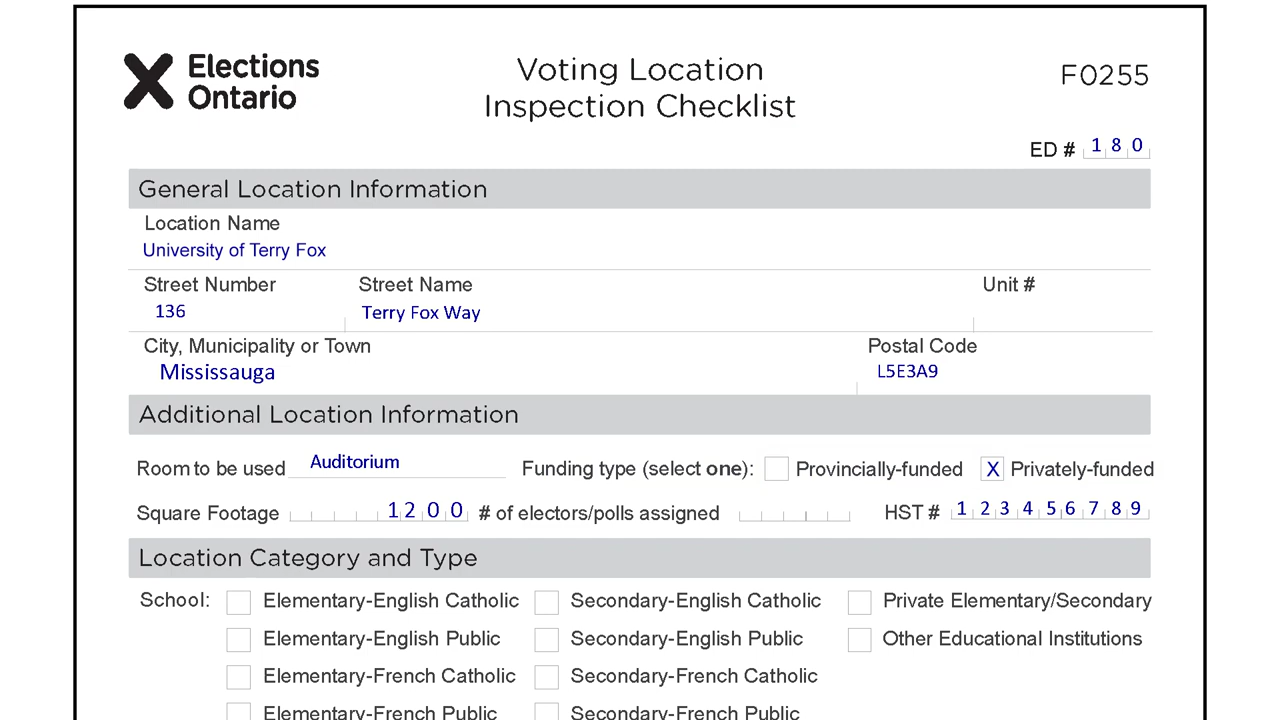 Elections
Ontario
Voting Location
Inspection Checklist
F0255
ED # 180
General Location Information
Location Name
University of Terry Fox
Street Number Street Name Unit #
136 Terry Fox Way
City, Municipality or Town Postal Code
Mississauga L5E3A9
Additional Location Information
Room to be used Auditorium Funding type (select one): Provincially-funded X Privately-funded
Square Footage 1200 # of electors/polls assigned HST # 123456789
Location Category and Type
School: Elementary-English Catholic Secondary-English Catholic Private Elementary/Secondary
Elementary-English Public Secondary-English Public Other Educational Institutions
Elementary-French Catholic Secondary-French Catholic
Elementary-French Public Secondary-French Public